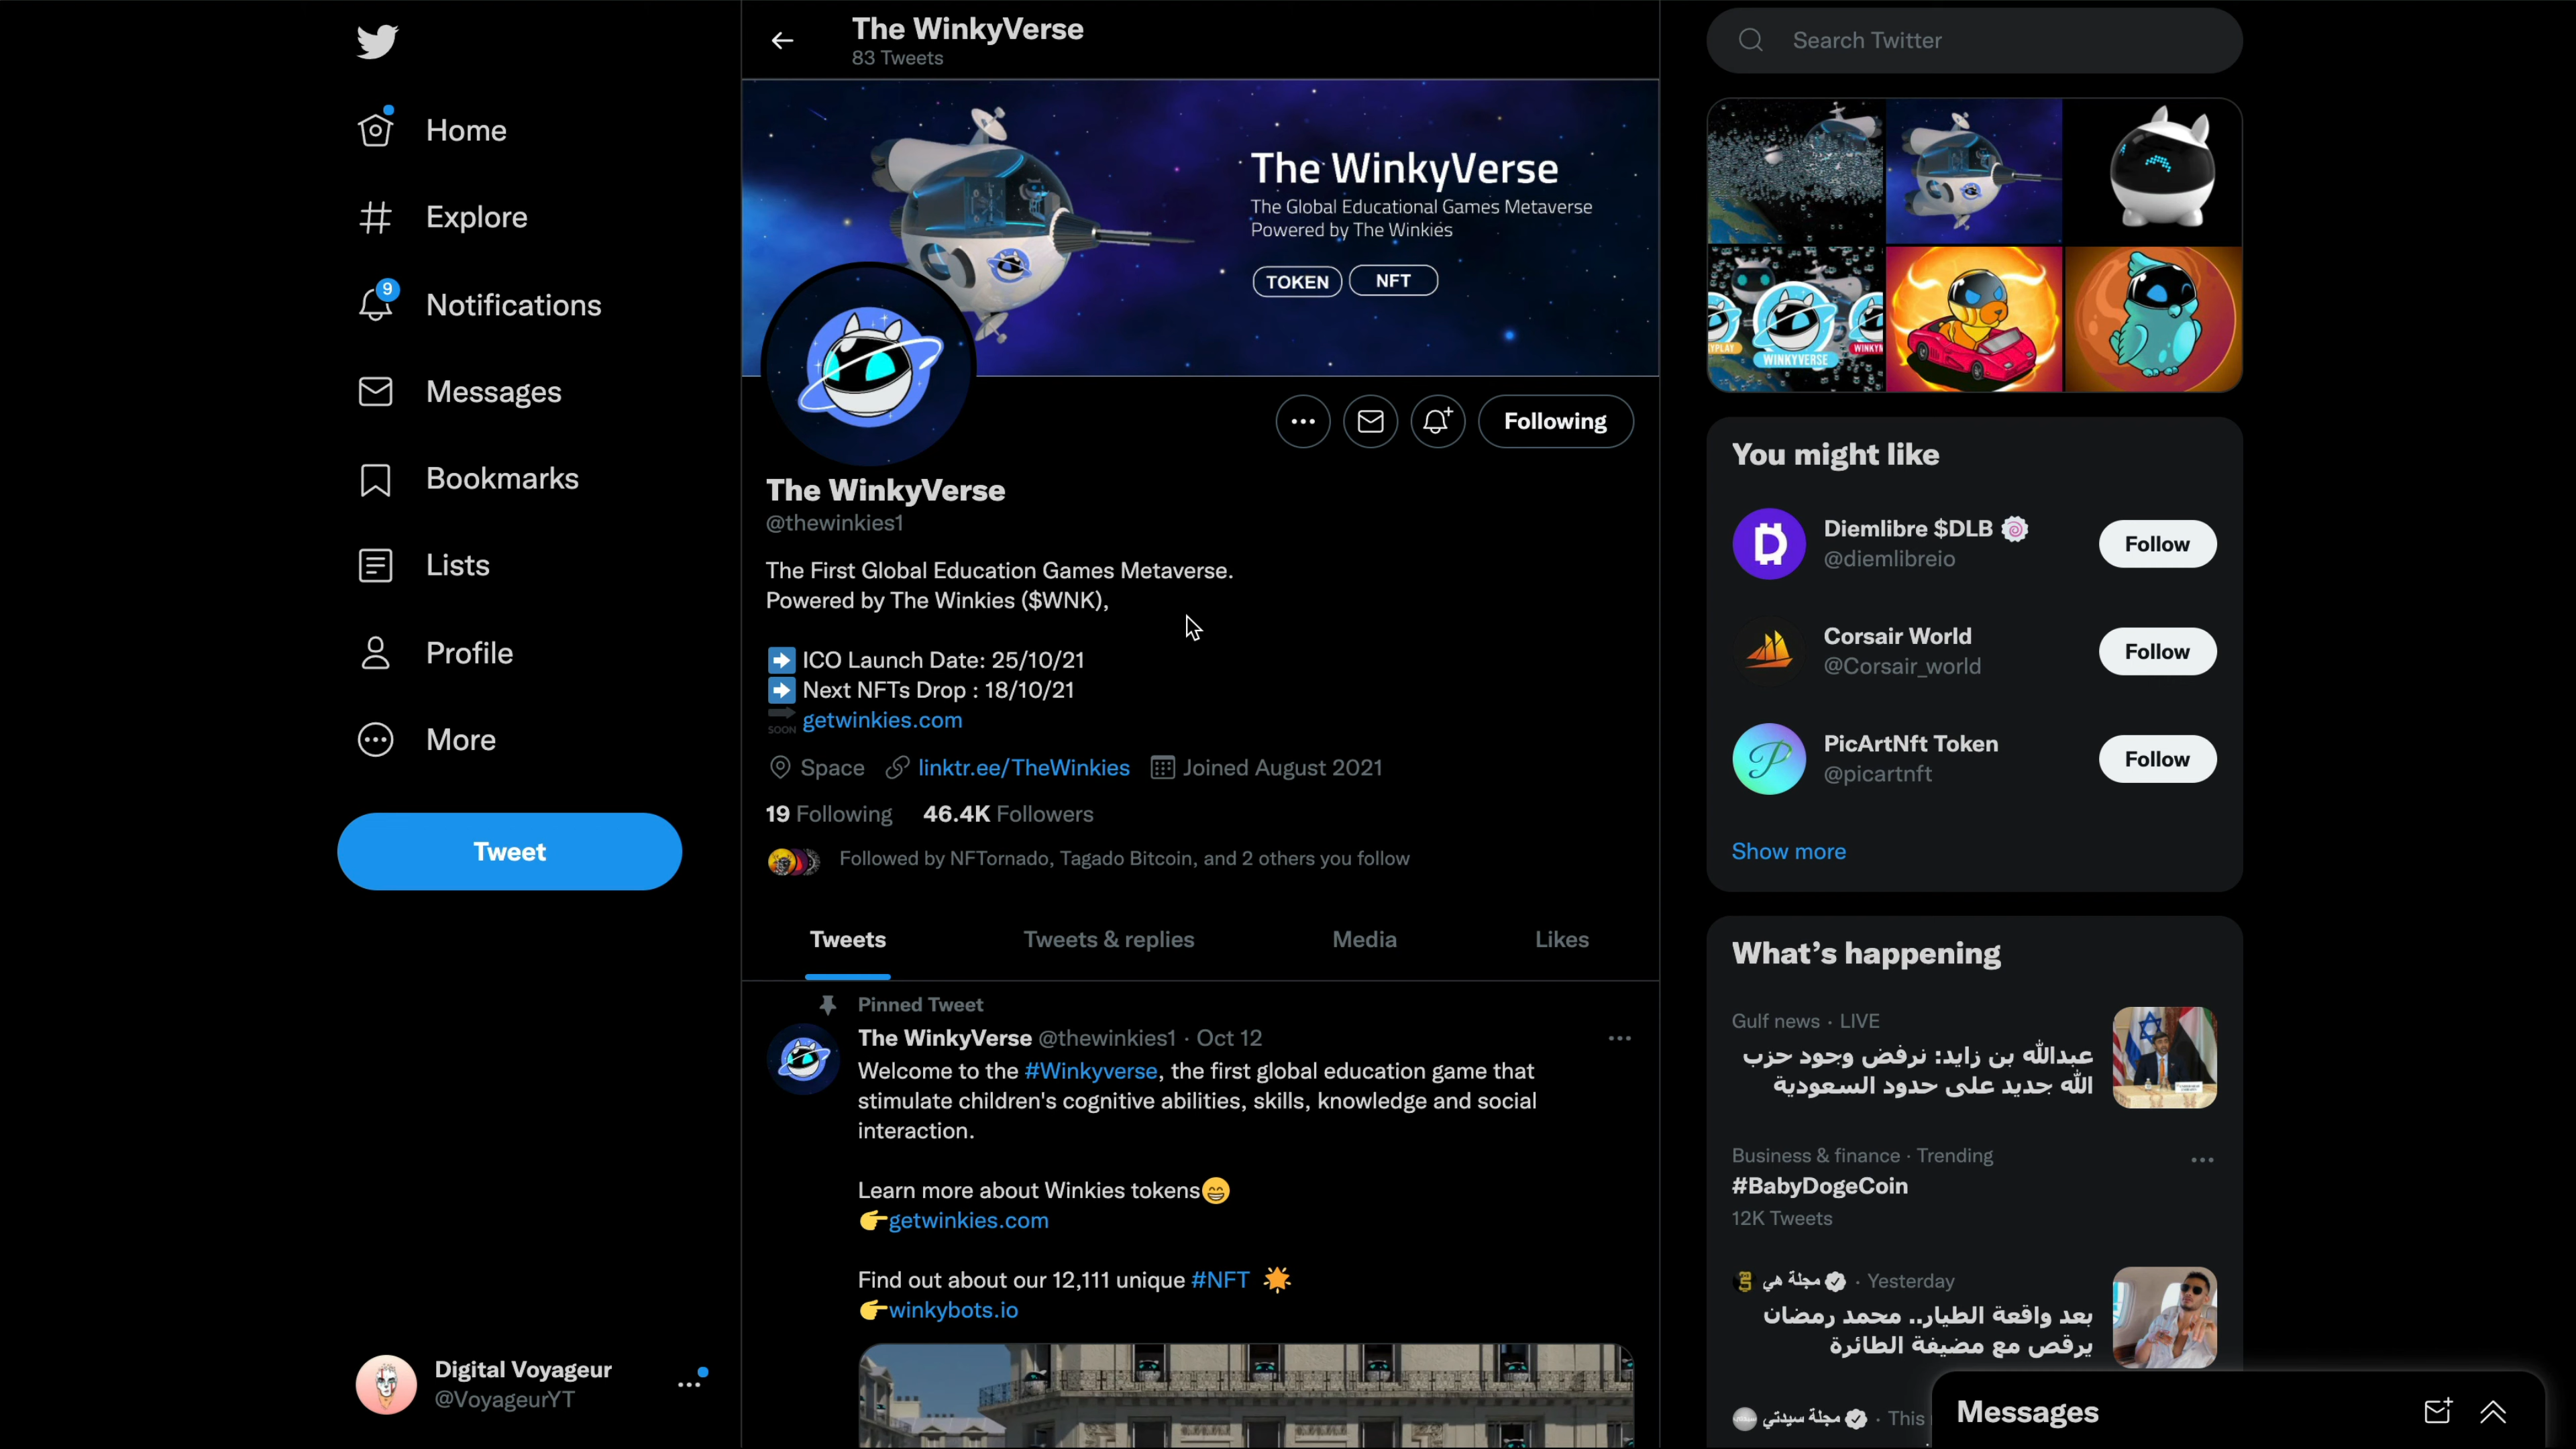 Home
Explore
9
Notifications
Messages
Bookmarks
Lists
Profile
More
Tweet
Digital Voyageur
@VoyageurYT
The WinkyVerse
83 Tweets
The WinkyVerse
The Global Educational Games Metaverse
Powered by The Winkies
TOKEN NFT
Following
The WinkyVerse
@thewinkies1
The First Global Education Games Metaverse.
Powered by The Winkies ($WNK),
➡️ ICO Launch Date: 25/10/21
➡️ Next NFTs Drop : 18/10/21
SOON getwinkies.com
Space linktr.ee/TheWinkies Joined August 2021
19 Following 46.4K Followers
Followed by NFTornado, Tagado Bitcoin, and 2 others you follow
Tweets Tweets & replies Media Likes
Pinned Tweet
The WinkyVerse @thewinkies1 · Oct 12
Welcome to the #Winkyverse, the first global education game that
stimulate children's cognitive abilities, skills, knowledge and social
interaction.
Learn more about Winkies tokens😄
👉getwinkies.com
Find out about our 12,111 unique #NFT 🌟
👉winkybots.io
Search Twitter
WINKYVERSE
You might like
Diemlibre $DLB 🍥
@diemlibreio
Follow
Corsair World
@Corsair_world
Follow
PicArtNft Token
@picartnft
Follow
Show more
What's happening
Gulf news · LIVE
عبدالله بن زايد: نرفض وجود حزب
الله جديد على حدود السعودية
Business & finance · Trending
#BabyDogeCoin
12K Tweets
مجلة هي · Yesterday
بعد واقعة الطيار.. محمد رمضان
يرقص مع مضيفة الطائرة
مجلة سيدتي · This
Messages